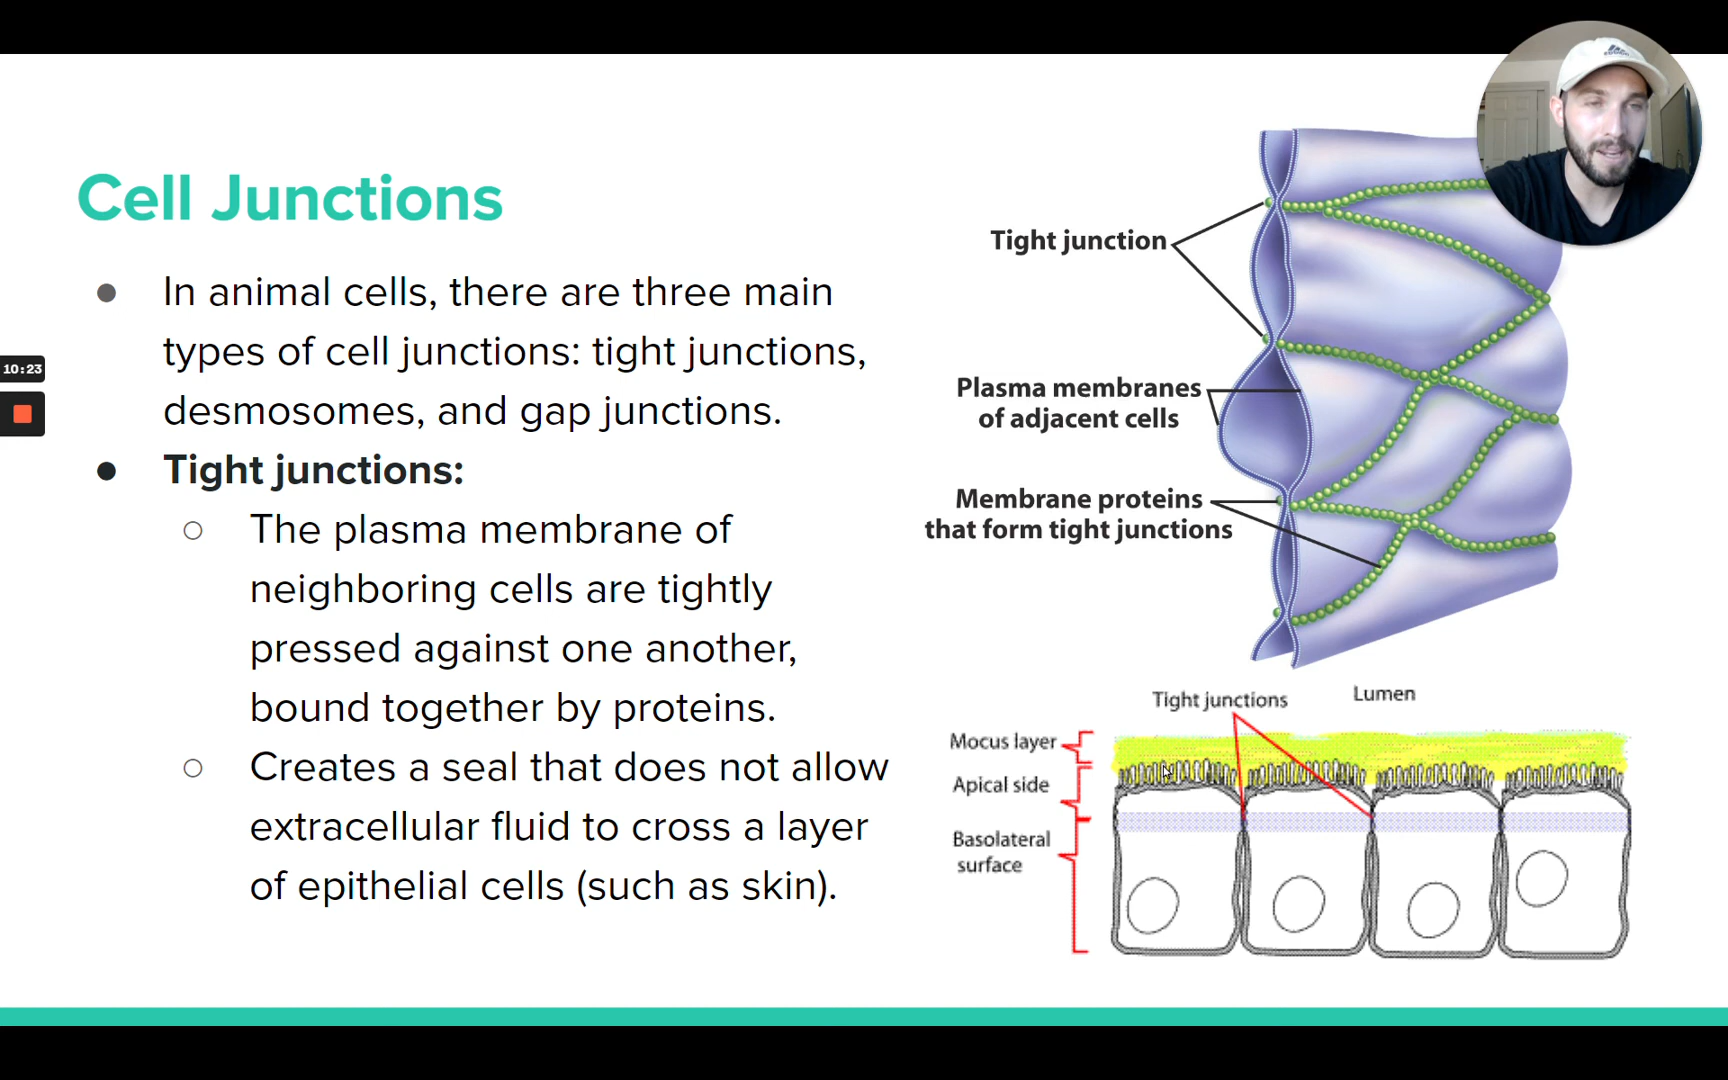 Cell Junctions
In animal cells, there are three main
types of cell junctions: tight junctions,
desmosomes, and gap junctions.
Tight junctions:
The plasma membrane of
neighboring cells are tightly
pressed against one another,
bound together by proteins.
Creates a seal that does not allow
extracellular fluid to cross a layer
of epithelial cells (such as skin).
10:23
Tight junction
Plasma membranes
of adjacent cells
Membrane proteins
that form tight junctions
Tight junctions
Lumen
Mocus layer
Apical side
Basolateral
surface